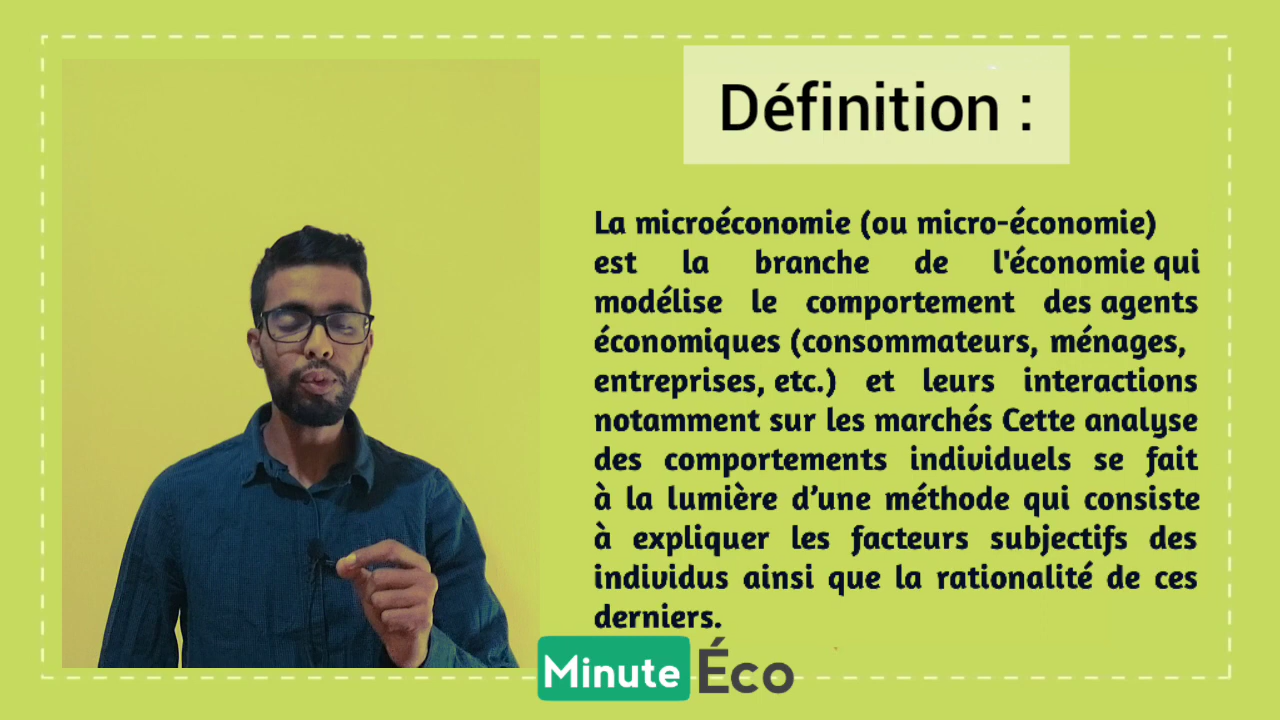 Définition :
La microéconomie (ou micro-économie)
est la branche de l'économie qui
modélise le comportement des agents
économiques (consommateurs, ménages,
entreprises, etc.) et leurs interactions
notamment sur les marchés Cette analyse
des comportements individuels se fait
à la lumière d’une méthode qui consiste
à expliquer les facteurs subjectifs des
individus ainsi que la rationalité de ces
derniers.
Minute Éco